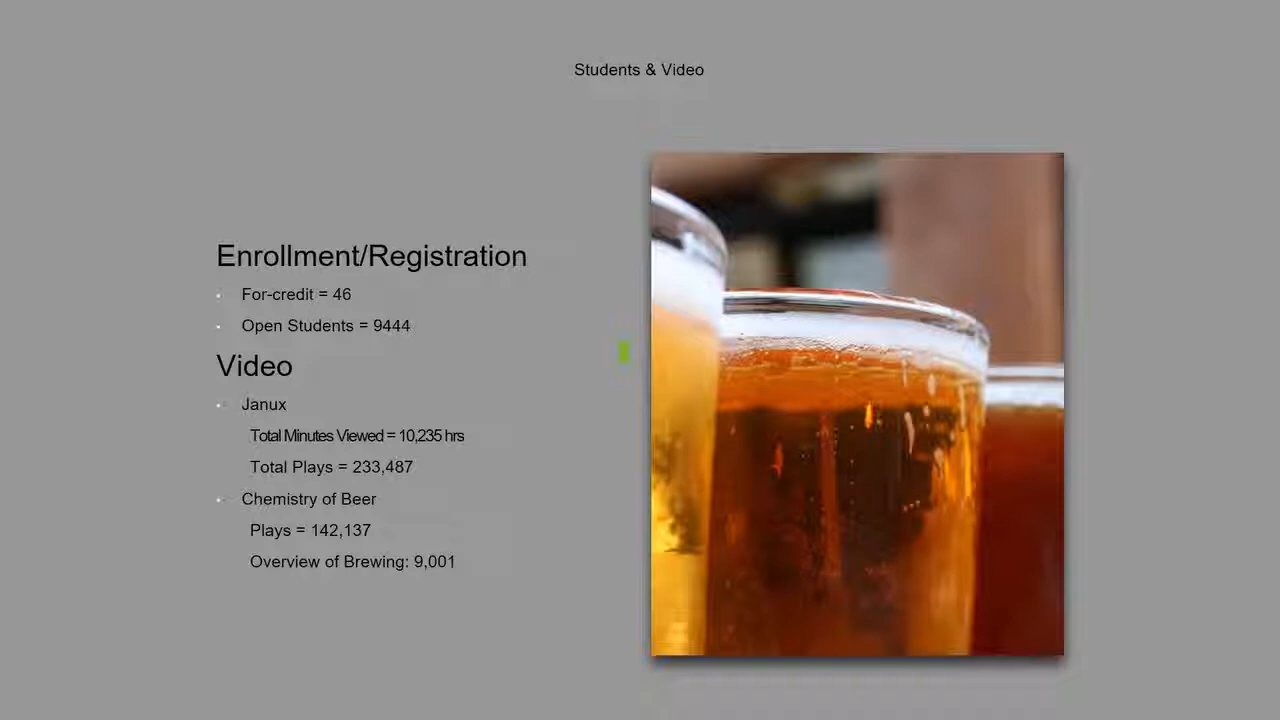 Students & Video
Enrollment/Registration
For-credit = 46
Open Students = 9444
Video
Janux
Total Minutes Viewed = 10,235 hrs
Total Plays = 233,487
Chemistry of Beer
Plays = 142,137
Overview of Brewing: 9,001